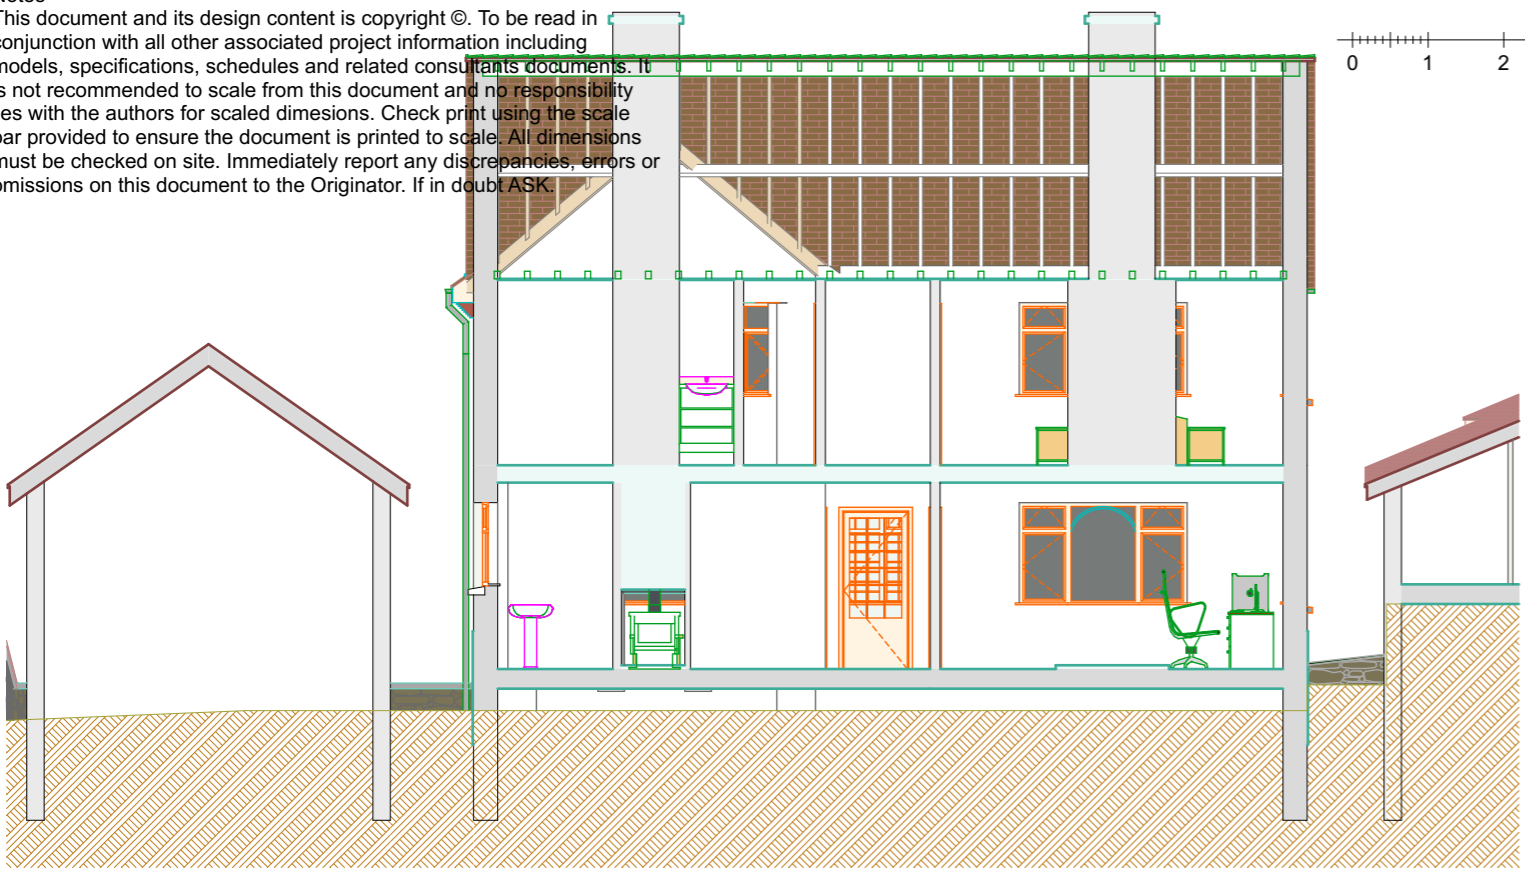 This document and its design content is copyright ©. To be read in
conjunction with all other associated project information including
models, specifications, schedules and related consultants documents. It
is not recommended to scale from this document and no responsibility
es with the authors for scaled dimesions. Check print using the scale
bar provided to ensure the document is printed to scale. All dimensions
must be checked on site. Immediately report any discrepancies, errors or
omissions on this document to the Originator. If in doubt ASK.
0 1 2